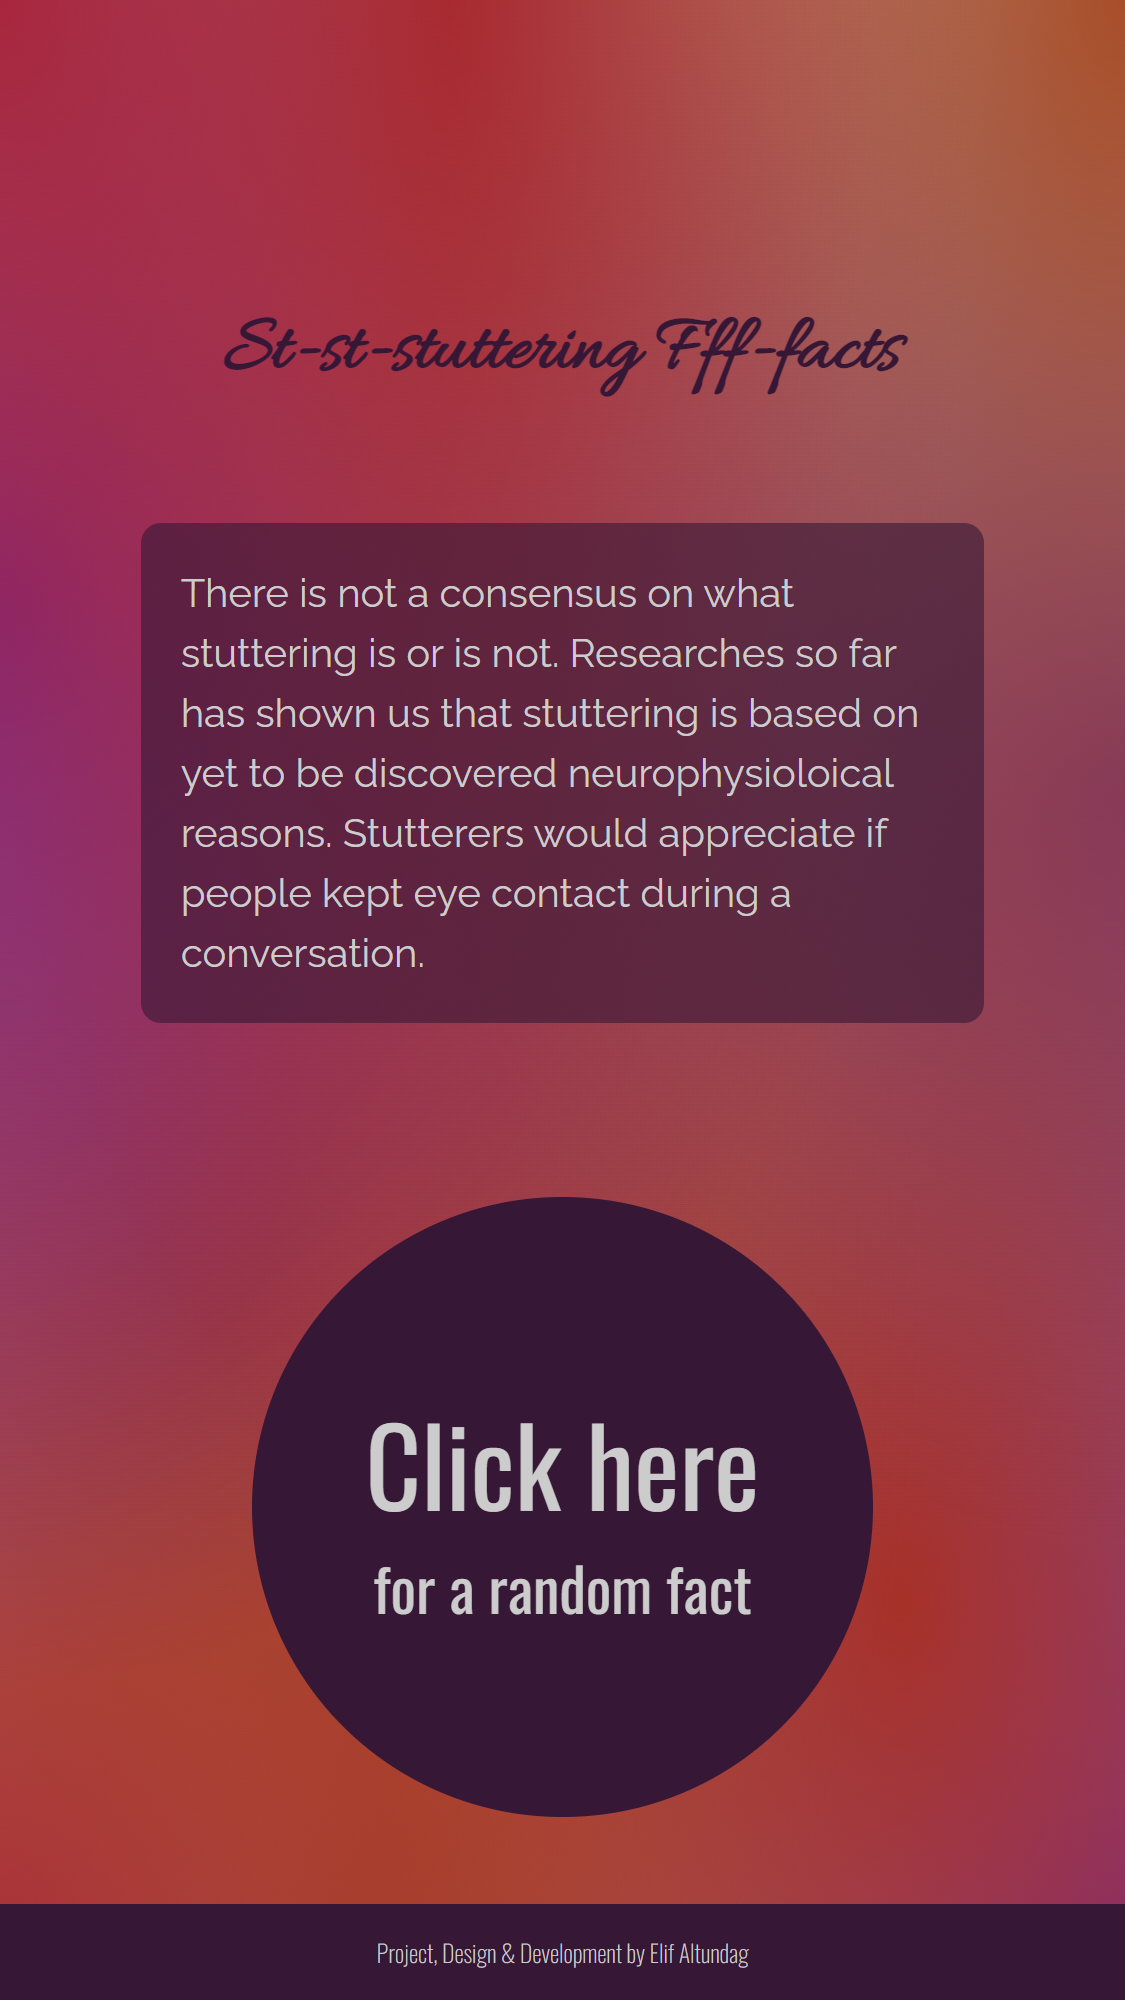 St-st-stuttering Fff-facts
There is not a consensus on what
stuttering is or is not. Researches so far
has shown us that stuttering is based on
yet to be discovered neurophysioloical
reasons. Stutterers would appreciate if
people kept eye contact during a
conversation.
Click here
for a random fact
Project, Design & Development by Elif Altundag